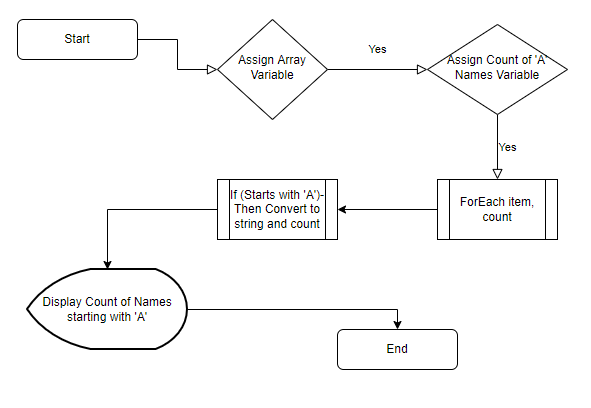 Start
Assign Array
Variable
Yes
Assign Count of 'A'
Names Variable
Yes
If (Starts with 'A')-
Then Convert to
string and count
ForEach item,
count
Display Count of Names
starting with 'A'
End